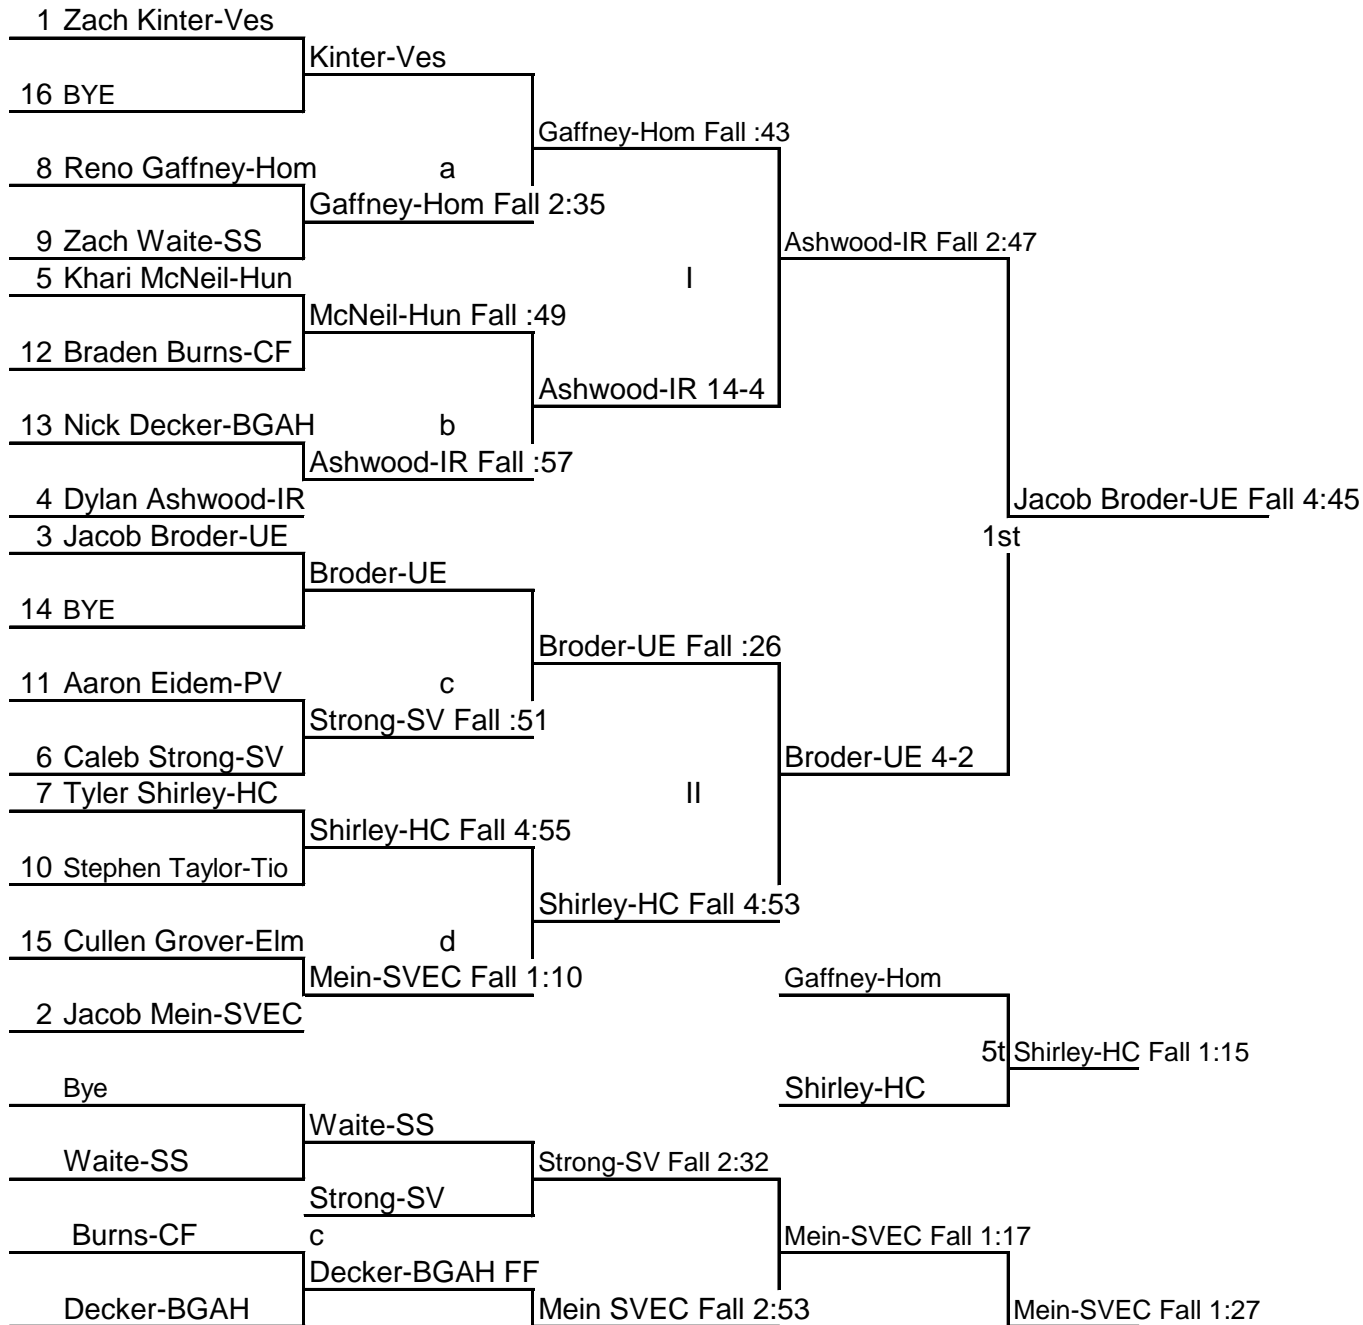 1 Zach Kinter-Ves
Kinter-Ves
16 BYE
Gaffney-Hom Fall :43
8 Reno Gaffney-Hom a
Gaffney-Hom Fall 2:35
9 Zach Waite-SS
Ashwood-IR Fall 2:47
5 Khari McNeil-Hun I
McNeil-Hun Fall :49
12 Braden Burns-CF
Ashwood-IR 14-4
13 Nick Decker-BGAH b
Ashwood-IR Fall :57
4 Dylan Ashwood-IR
Jacob Broder-UE Fall 4:45
3 Jacob Broder-UE
1st
Broder-UE
14 BYE
Broder-UE Fall :26
11 Aaron Eidem-PV c
Strong-SV Fall :51
6 Caleb Strong-SV
Broder-UE 4-2
7 Tyler Shirley-HC II
Shirley-HC Fall 4:55
10 Stephen Taylor-Tio
Shirley-HC Fall 4:53
15 Cullen Grover-Elm d
Mein-SVEC Fall 1:10
Gaffney-Hom
2 Jacob Mein-SVEC
5t Shirley-HC Fall 1:15
Bye
Shirley-HC
Waite-SS
Waite-SS
Strong-SV Fall 2:32
Strong-SV
Burns-CF c
Mein-SVEC Fall 1:17
Decker-BGAH FF
Decker-BGAH
Mein SVEC Fall 2:53
Mein-SVEC Fall 1:27